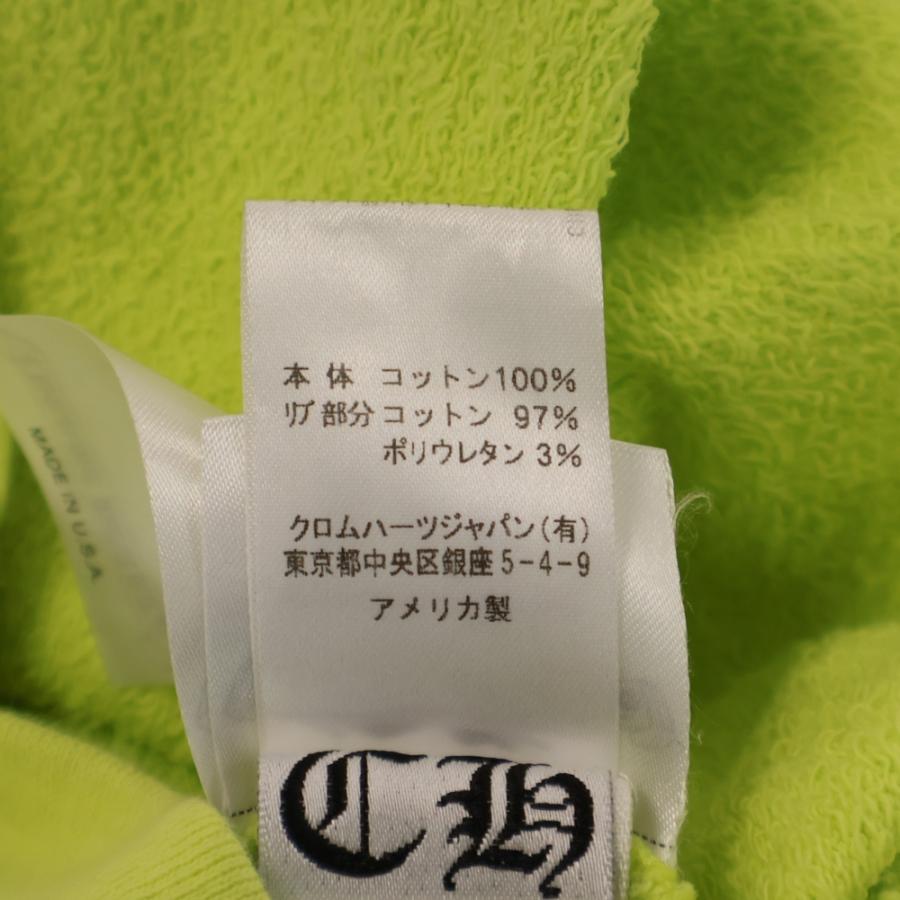 本体 コットン100%
リブ部分コットン 97%
ポリウレタン 3%
クロムハーツジャパン(有)
東京都中央区銀座5-4-9
アメリカ製
MADE IN U.S.A.
CH